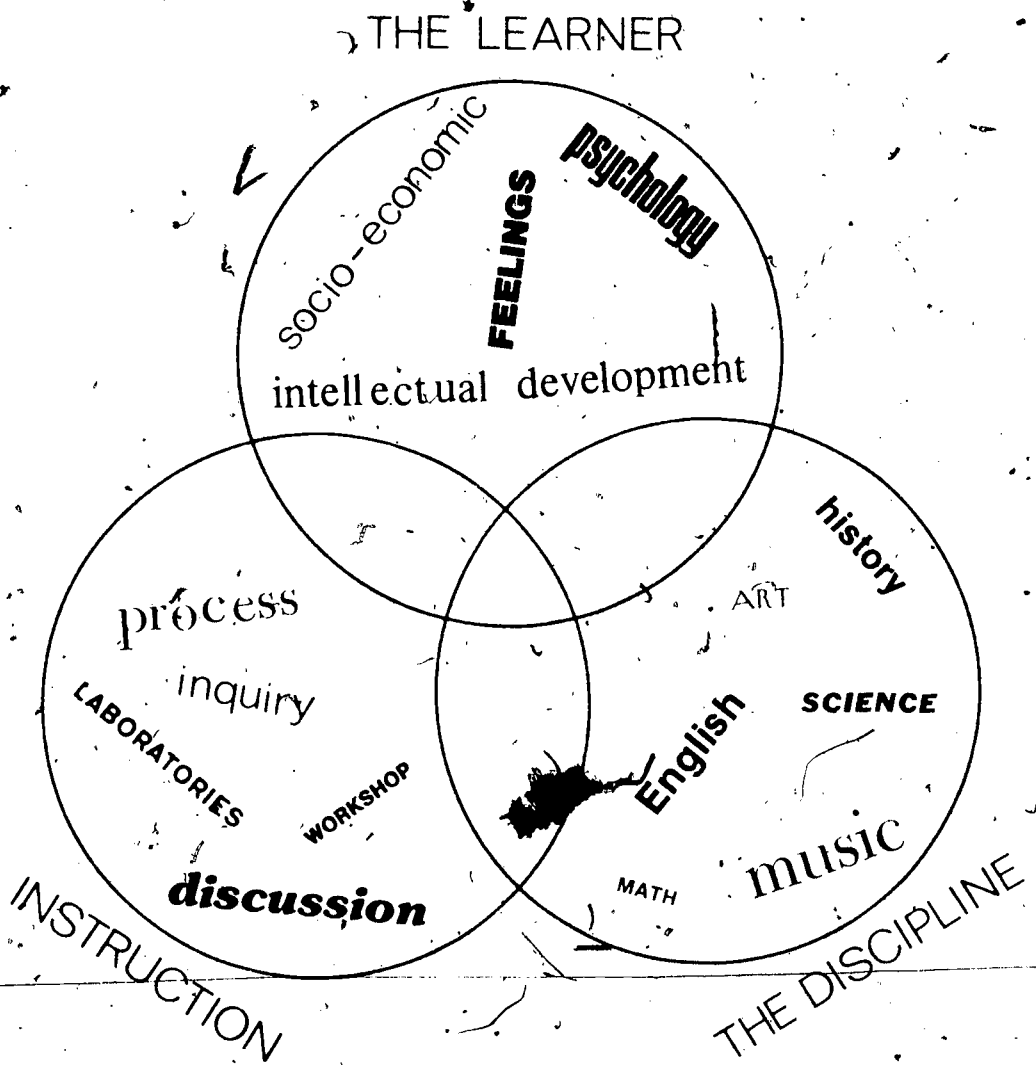 THE LEARNER
socio-economic
FEELINGS
psychology
intellectual development
history
ART
process
inquiry
SCIENCE
LABORATORIES
English
WORKSHOP
music
MATH
discussion
INSTRUCTION
THE DISCIPLINE